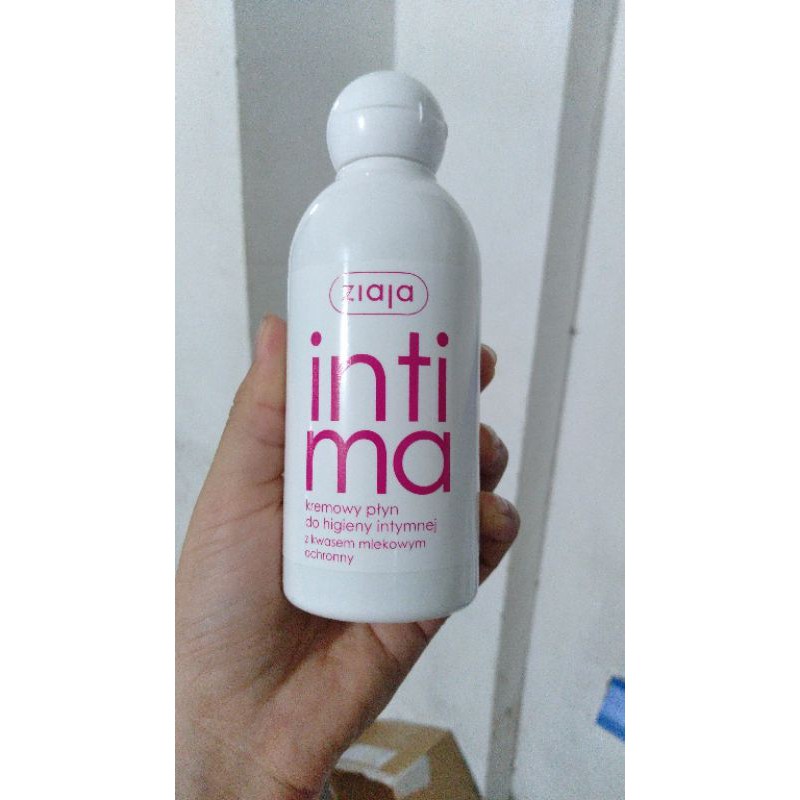 ziaja
inti
ma
kremowy płyn
do higieny intymnej
z kwasem mlekowym
ochronny